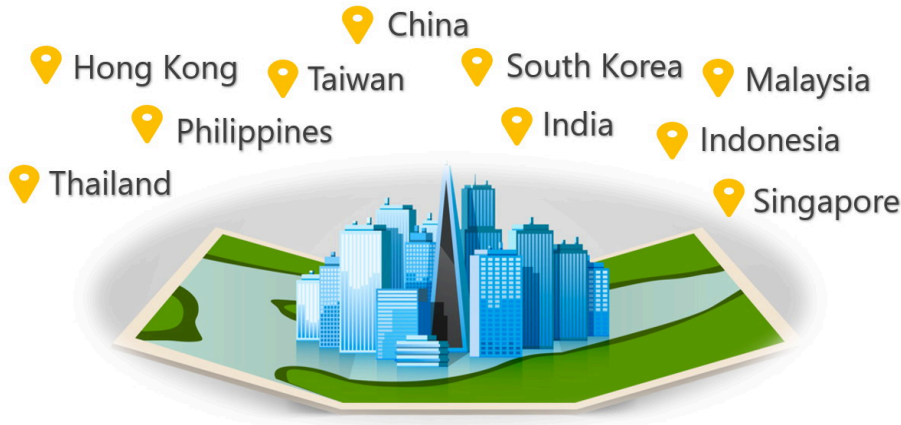 China
Hong Kong
Taiwan
South Korea
Malaysia
Philippines
India
Indonesia
Thailand
Singapore